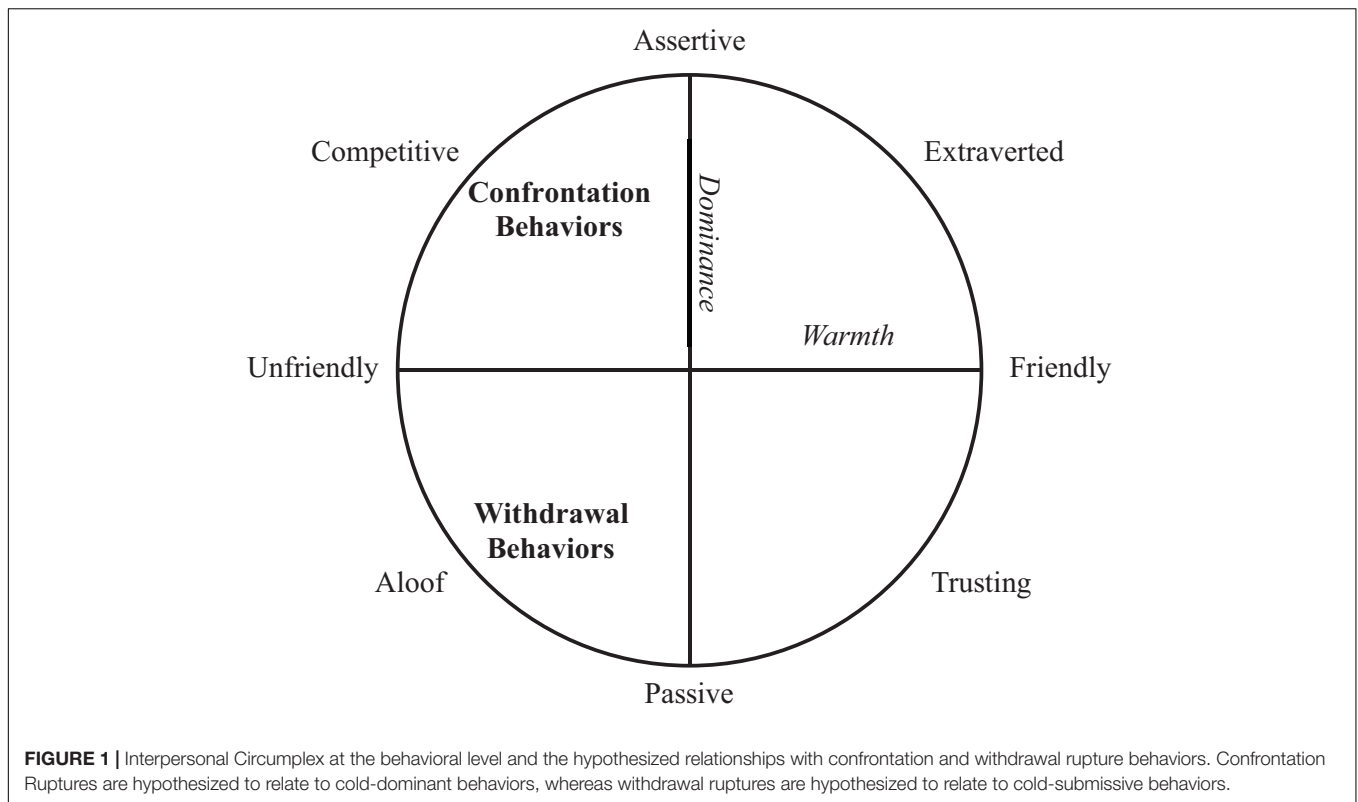 Assertive
Competitive
Extraverted
Confrontation
Behaviors
Dominance
Warmth
Unfriendly
Friendly
Withdrawal
Behaviors
Aloof
Trusting
Passive
FIGURE 1 | Interpersonal Circumplex at the behavioral level and the hypothesized relationships with confrontation and withdrawal rupture behaviors. Confrontation
Ruptures are hypothesized to relate to cold-dominant behaviors, whereas withdrawal ruptures are hypothesized to relate to cold-submissive behaviors.